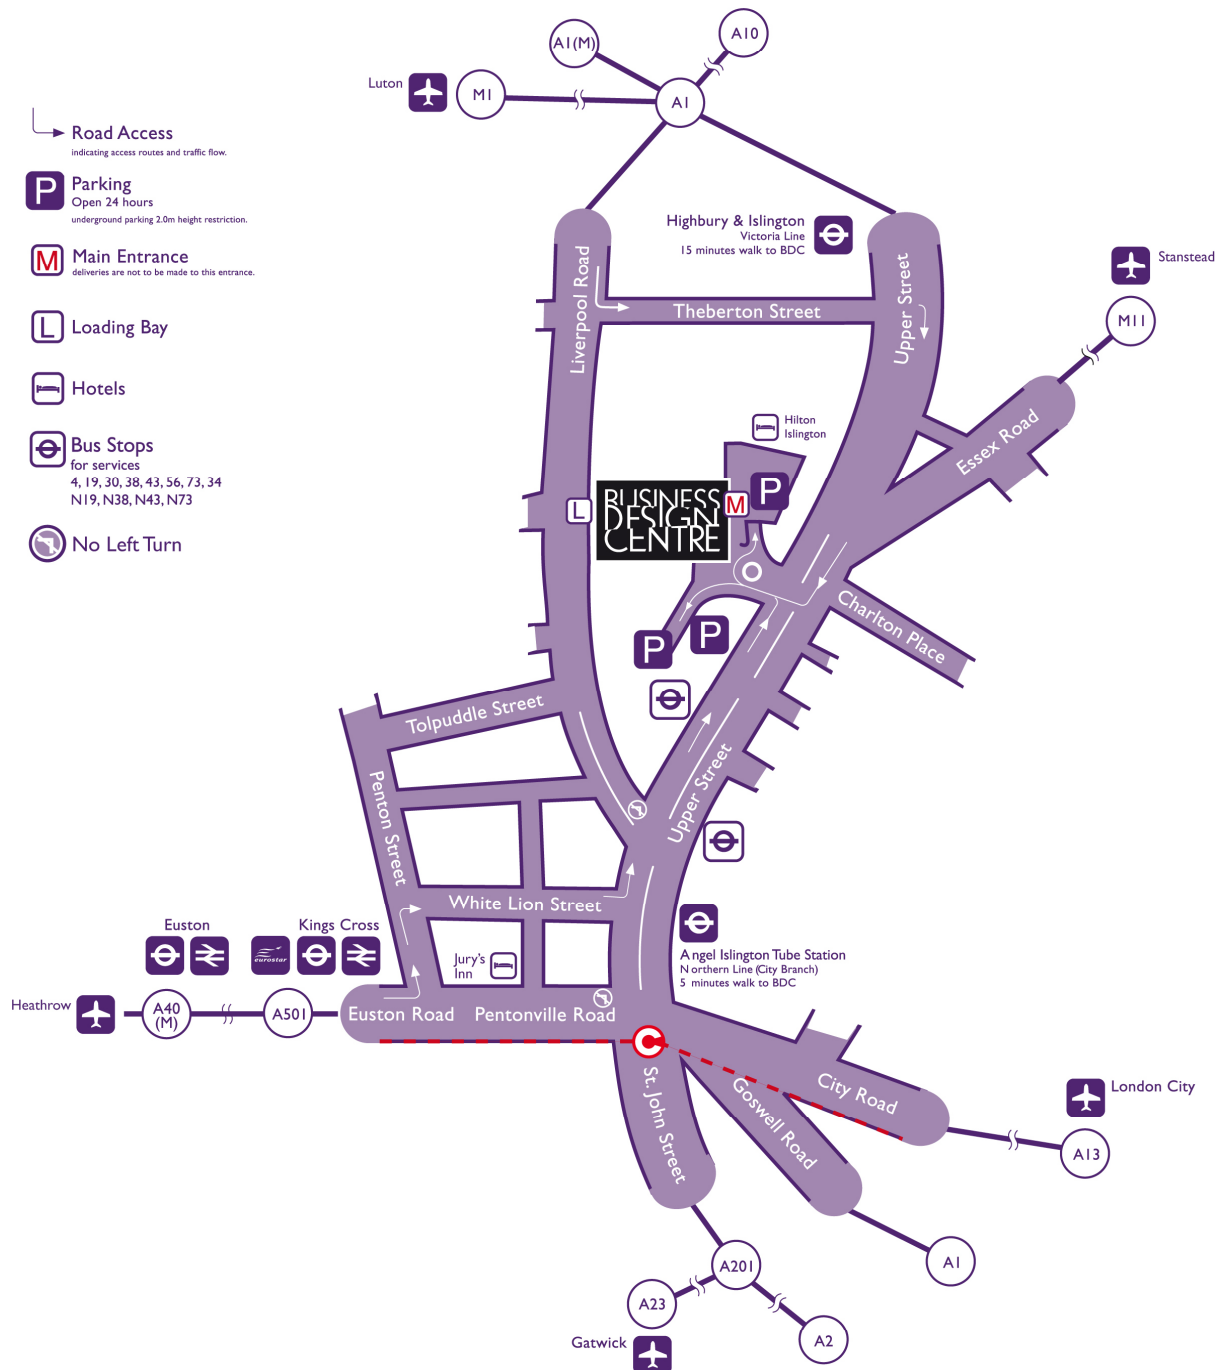 A1(M)
A10
Luton
M1
A1
Road Access
indicating access routes and traffic flow.
P
Parking
Open 24 hours
underground parking 2.0m height restriction.
M
Main Entrance
deliveries are not to be made to this entrance.
L
Loading Bay
Hotels
Bus Stops
for services
4, 19, 30, 38, 43, 56, 73, 34
N19, N38, N43, N73
No Left Turn
Highbury & Islington
Victoria Line
15 minutes walk to BDC
Stanstead
M11
Liverpool Road
Theberton Street
Upper Street
Essex Road
Hilton
Islington
L
BUSINESS
DESIGN
CENTRE
M
P
Charlton Place
P
P
Tolpuddle Street
Penton Street
Upper Street
White Lion Street
Euston
Kings Cross
eurostar
Jury's
Inn
Angel Islington Tube Station
Northern Line (City Branch)
5 minutes walk to BDC
Heathrow
A40
(M)
A501
Euston Road
Pentonville Road
C
St. John Street
Goswell Road
City Road
London City
A13
A1
A201
A23
A2
Gatwick